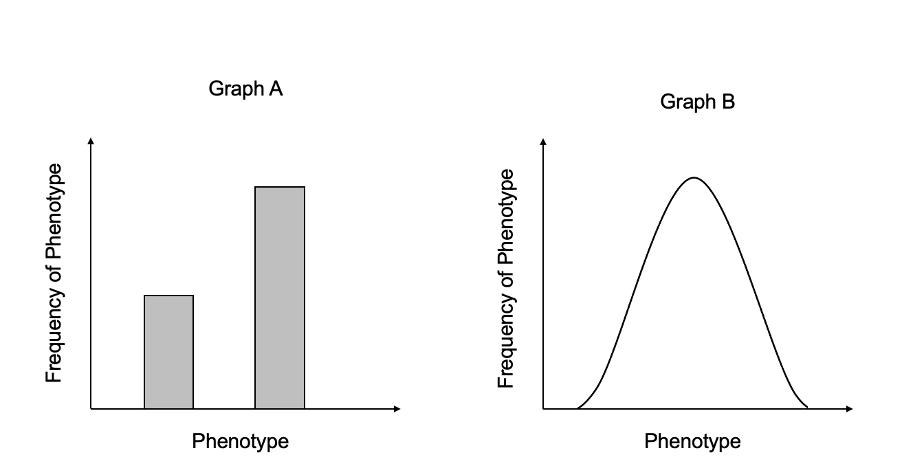 Graph A
Frequency of Phenotype
Phenotype
Graph B
Frequency of Phenotype
Phenotype